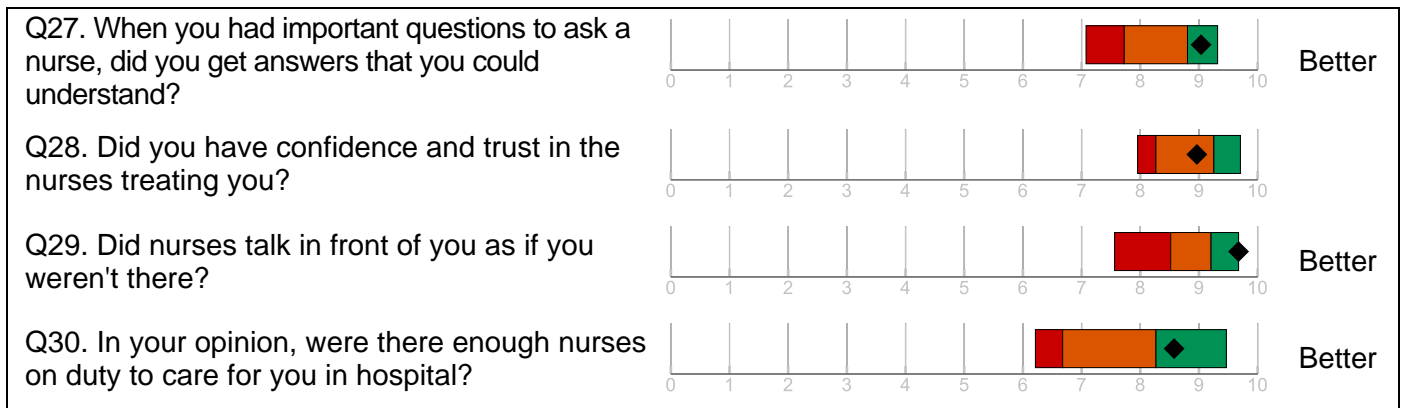 Q27. When you had important questions to ask a
nurse, did you get answers that you could
understand?
0 1 2 3 4 5 6 7 8 9 10
Better
Q28. Did you have confidence and trust in the
nurses treating you?
0 1 2 3 4 5 6 7 8 9 10
Q29. Did nurses talk in front of you as if you
weren't there?
0 1 2 3 4 5 6 7 8 9 10
Better
Q30. In your opinion, were there enough nurses
on duty to care for you in hospital?
0 1 2 3 4 5 6 7 8 9 10
Better